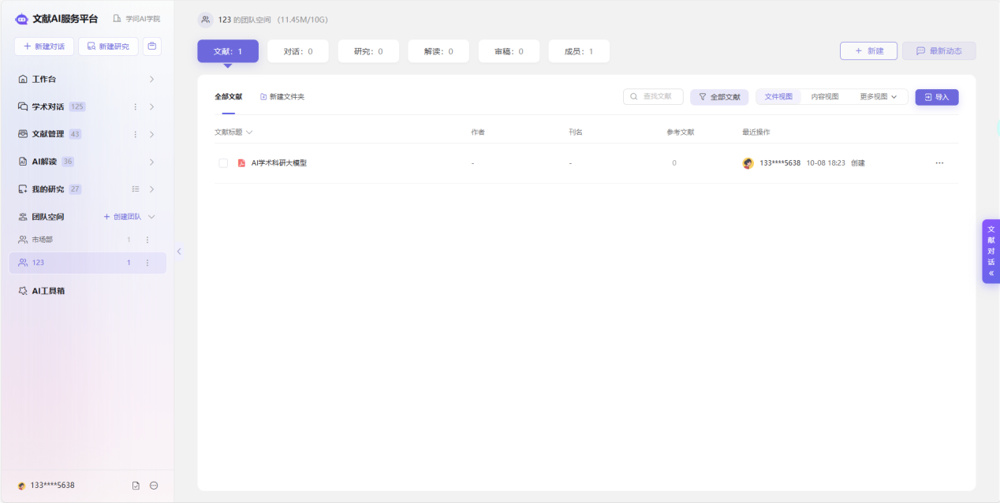 文献AI服务平台 学问AI学院
+ 新建对话 新建研究
工作台
学术对话 125
文献管理 43
AI解读 36
我的研究 27
团队空间 + 创建团队
市场部 1
123 1
AI工具箱
133****5638
123 的团队空间 （11.45M/10G）
文献：1 对话：0 研究：0 解读：0 审稿：0 成员：1 + 新建 最新动态
全部文献 新建文件夹 查找文献 全部文献 文件视图 内容视图 更多视图 导入
文献标题 作者 刊名 参考文献 最近操作
AI学术科研大模型 - - 0 133****5638 10-08 18:23 创建 ···
文献对话 «